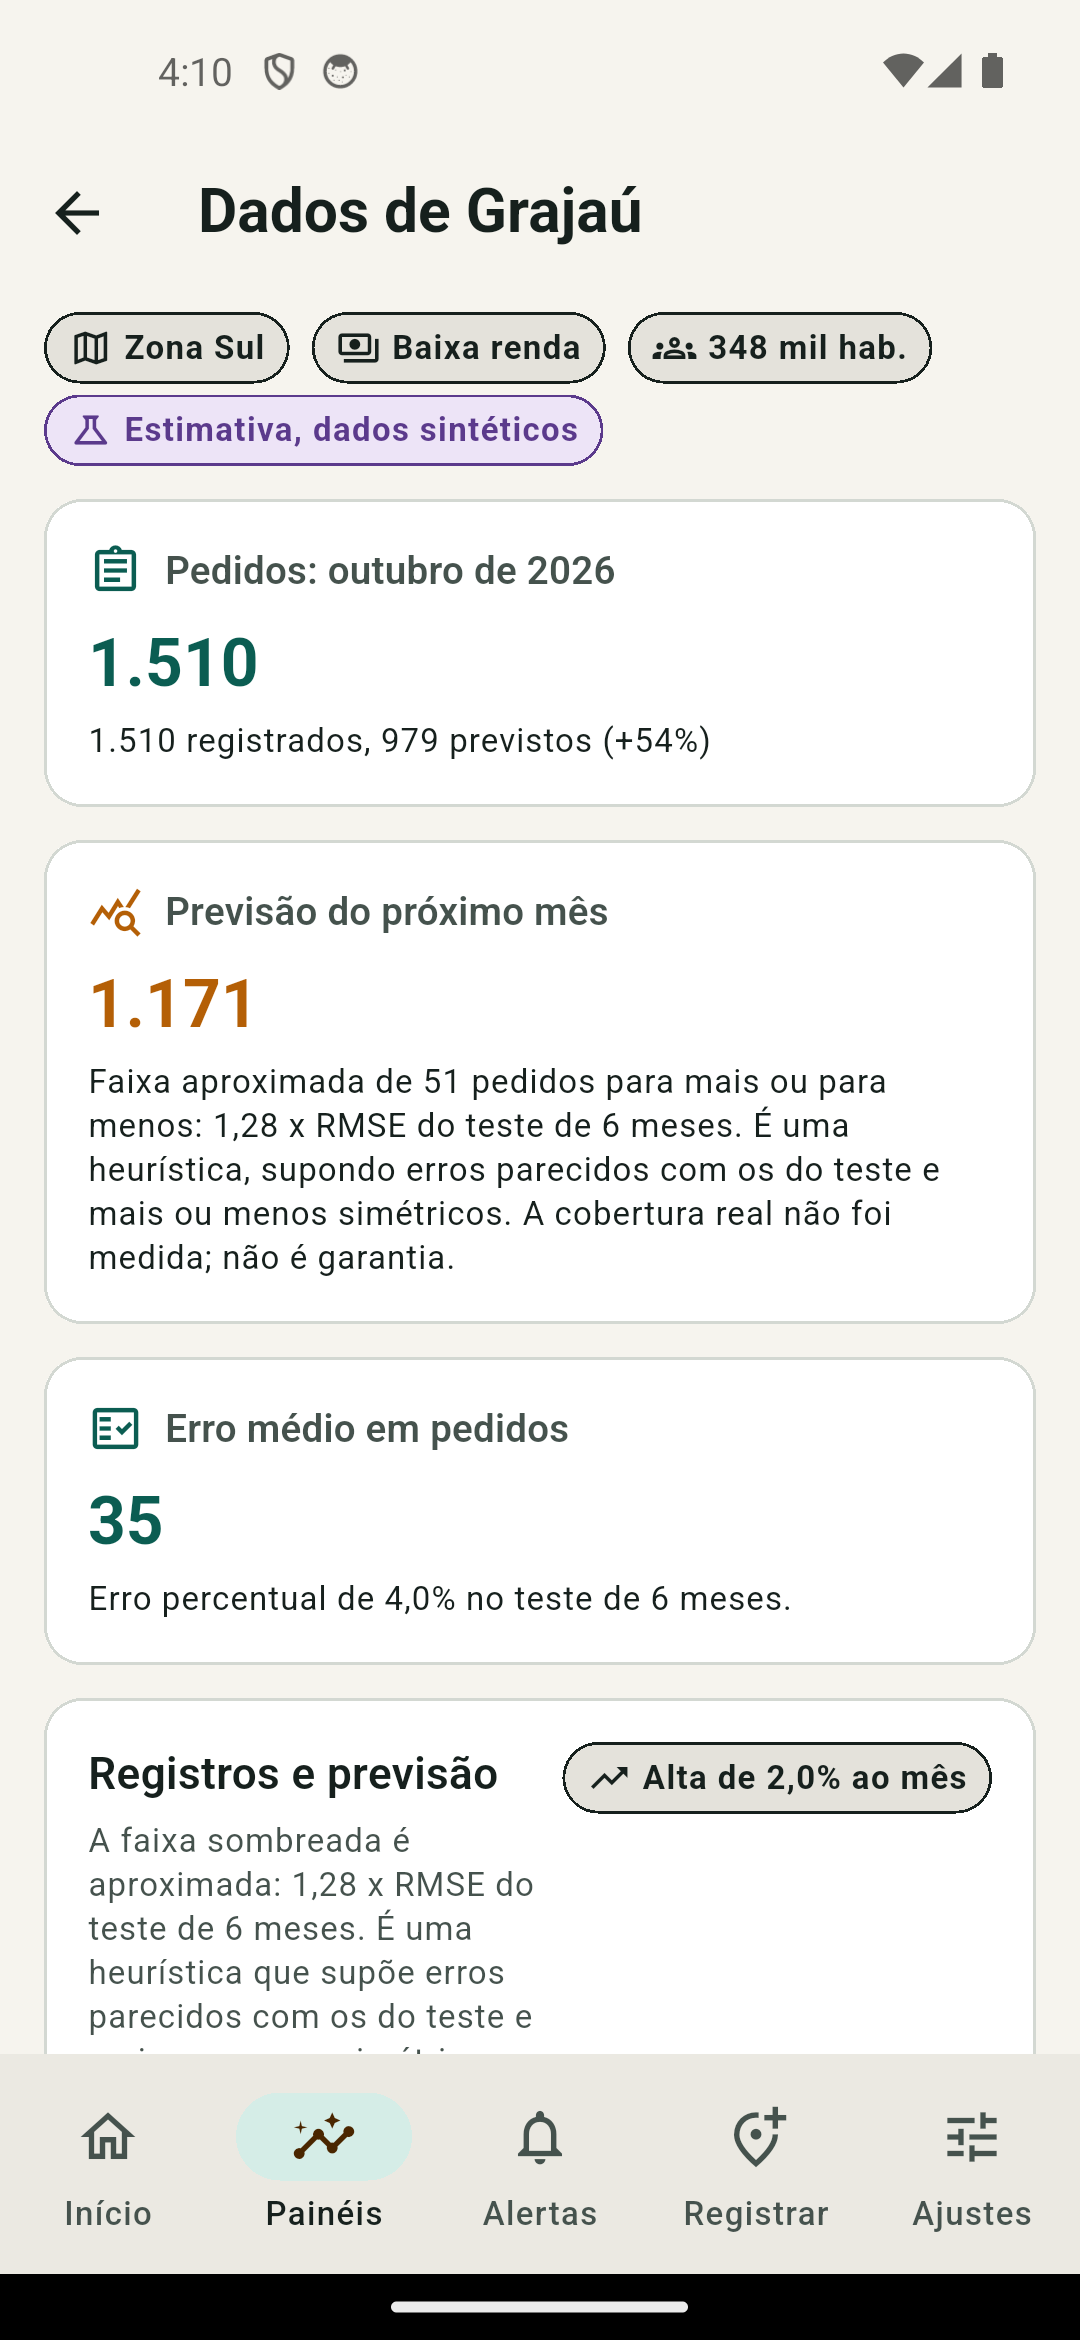 4:10
Dados de Grajaú
Zona Sul
Baixa renda
348 mil hab.
Estimativa, dados sintéticos
Pedidos: outubro de 2026
1.510
1.510 registrados, 979 previstos (+54%)
Previsão do próximo mês
1.171
Faixa aproximada de 51 pedidos para mais ou para
menos: 1,28 x RMSE do teste de 6 meses. É uma
heurística, supondo erros parecidos com os do teste e
mais ou menos simétricos. A cobertura real não foi
medida; não é garantia.
Erro médio em pedidos
35
Erro percentual de 4,0% no teste de 6 meses.
Registros e previsão
Alta de 2,0% ao mês
A faixa sombreada é
aproximada: 1,28 x RMSE do
teste de 6 meses. É uma
heurística que supõe erros
parecidos com os do teste e
Início
Painéis
Alertas
Registrar
Ajustes